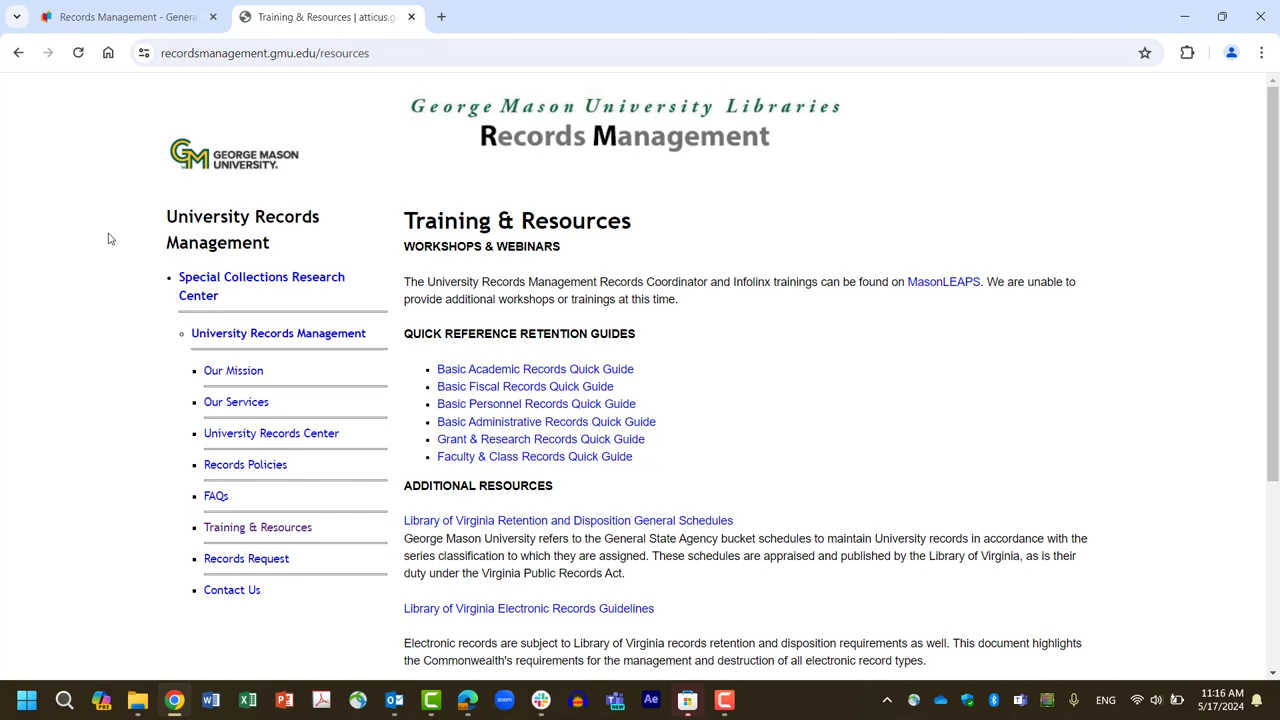 Records Management - Genera
Training & Resources | atticus.g
recordsmanagement.gmu.edu/resources
George Mason University Libraries
Records Management
GEORGE MASON
UNIVERSITY
University Records
Management
Special Collections Research
Center
University Records Management
Our Mission
Our Services
University Records Center
Records Policies
FAQs
Training & Resources
Records Request
Contact Us
Training & Resources
WORKSHOPS & WEBINARS
The University Records Management Records Coordinator and Infolinx trainings can be found on MasonLEAPS. We are unable to
provide additional workshops or trainings at this time.
QUICK REFERENCE RETENTION GUIDES
Basic Academic Records Quick Guide
Basic Fiscal Records Quick Guide
Basic Personnel Records Quick Guide
Basic Administrative Records Quick Guide
Grant & Research Records Quick Guide
Faculty & Class Records Quick Guide
ADDITIONAL RESOURCES
Library of Virginia Retention and Disposition General Schedules
George Mason University refers to the General State Agency bucket schedules to maintain University records in accordance with the
series classification to which they are assigned. These schedules are appraised and published by the Library of Virginia, as is their
duty under the Virginia Public Records Act.
Library of Virginia Electronic Records Guidelines
Electronic records are subject to Library of Virginia records retention and disposition requirements as well. This document highlights
the Commonwealth's requirements for the management and destruction of all electronic record types.
ENG
11:16 AM
5/17/2024